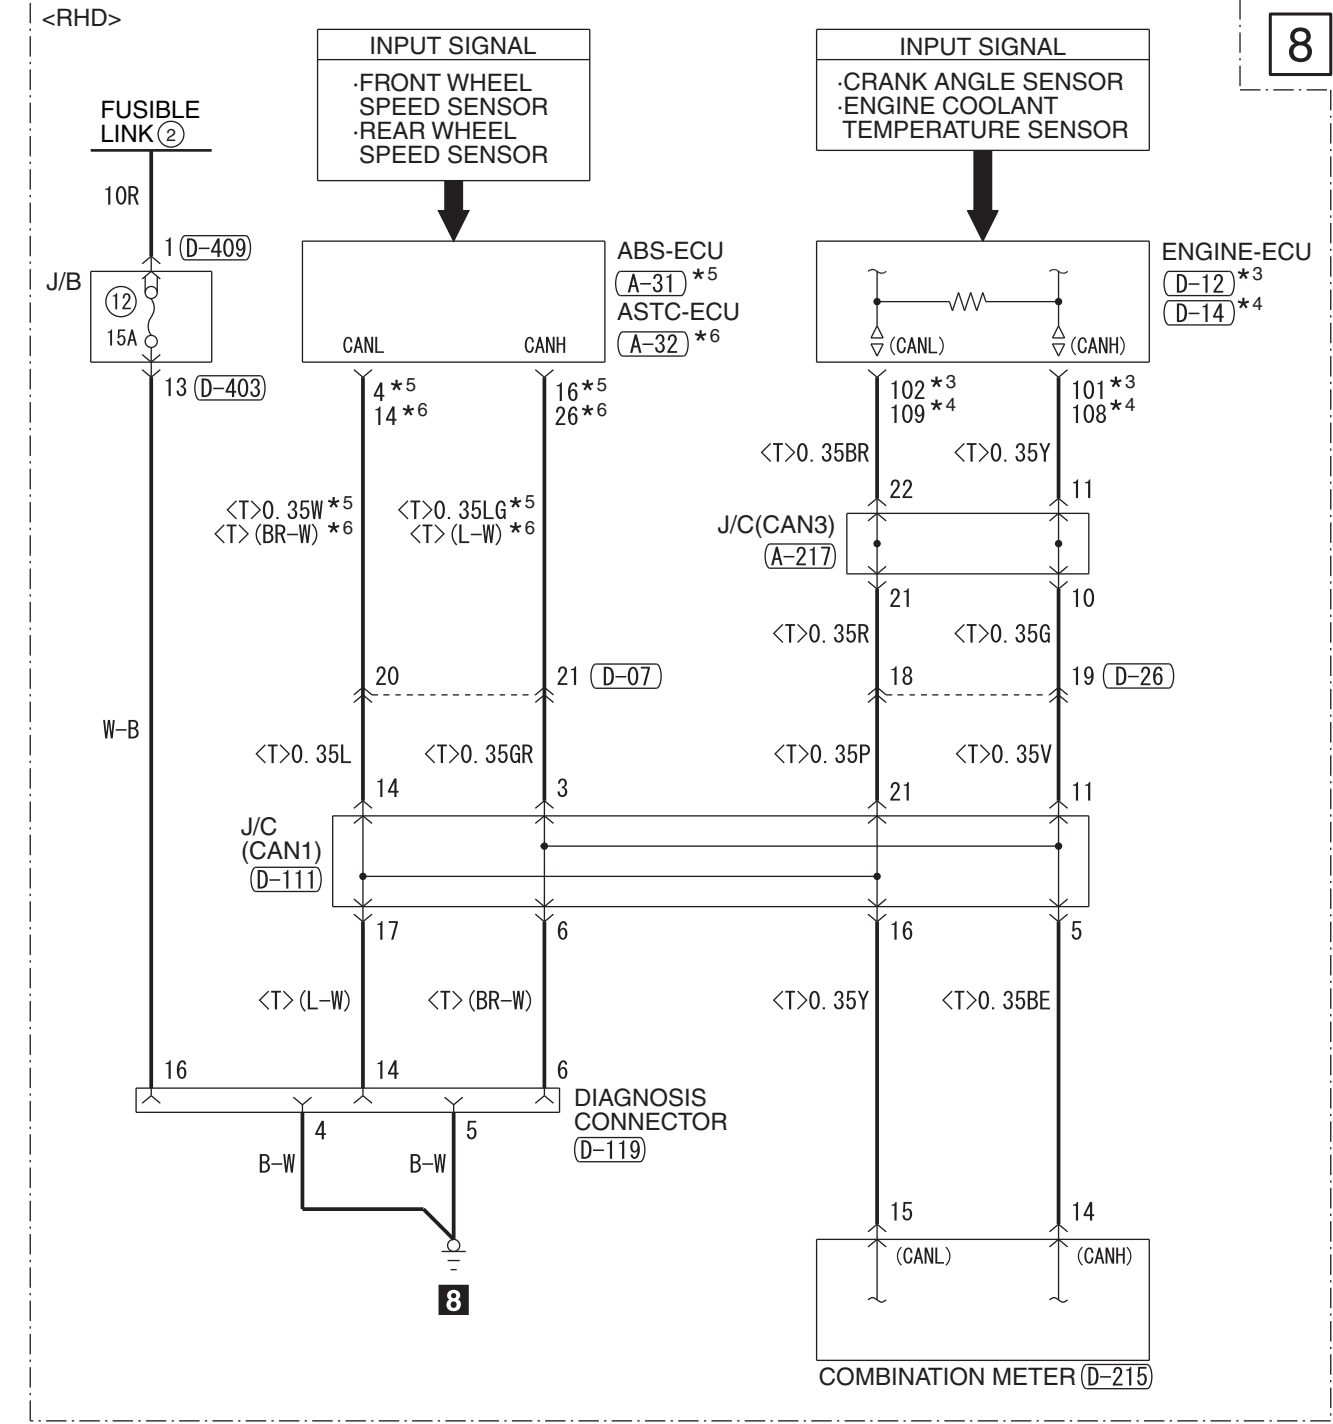 <RHD>
8
INPUT SIGNAL
·FRONT WHEEL
SPEED SENSOR
·REAR WHEEL
SPEED SENSOR
INPUT SIGNAL
·CRANK ANGLE SENSOR
·ENGINE COOLANT
TEMPERATURE SENSOR
FUSIBLE
LINK ②
10R
1 D-409
J/B
⑫
15A
13 D-403
ABS-ECU
A-31 *5
ASTC-ECU
A-32 *6
CANL
CANH
ENGINE-ECU
D-12 *3
D-14 *4
(CANL)
(CANH)
4*5
14*6
16*5
26*6
102*3
109*4
101*3
108*4
<T>0.35BR
<T>0.35Y
<T>0.35W*5
<T>(BR-W)*6
<T>0.35LG*5
<T>(L-W)*6
22
11
J/C(CAN3)
A-217
21
10
<T>0.35R
<T>0.35G
20
21 D-07
18
19 D-26
W-B
<T>0.35L
<T>0.35GR
<T>0.35P
<T>0.35V
14
3
21
11
J/C
(CAN1)
D-111
17
6
16
5
<T>(L-W)
<T>(BR-W)
<T>0.35Y
<T>0.35BE
16
14
6
DIAGNOSIS
CONNECTOR
D-119
4
5
B-W
B-W
8
15
14
(CANL)
(CANH)
COMBINATION METER D-215